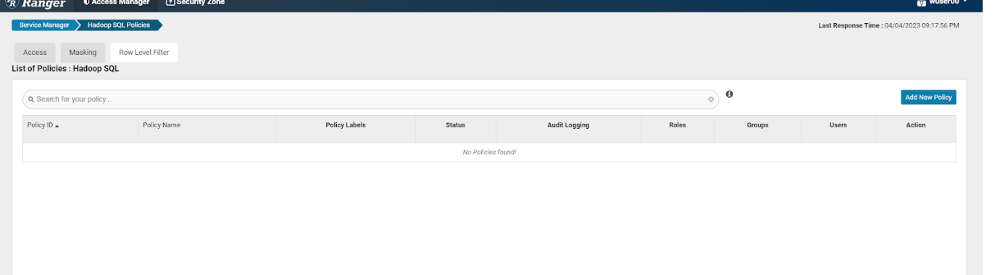 Ranger Access Manager Security Zone wuser00
Service Manager Hadoop SQL Policies Last Response Time : 04/04/2023 09:17:56 PM
Access Masking Row Level Filter
List of Policies : Hadoop SQL
Search for your policy... Add New Policy
Policy ID Policy Name Policy Labels Status Audit Logging Roles Groups Users Action
No Policies found!